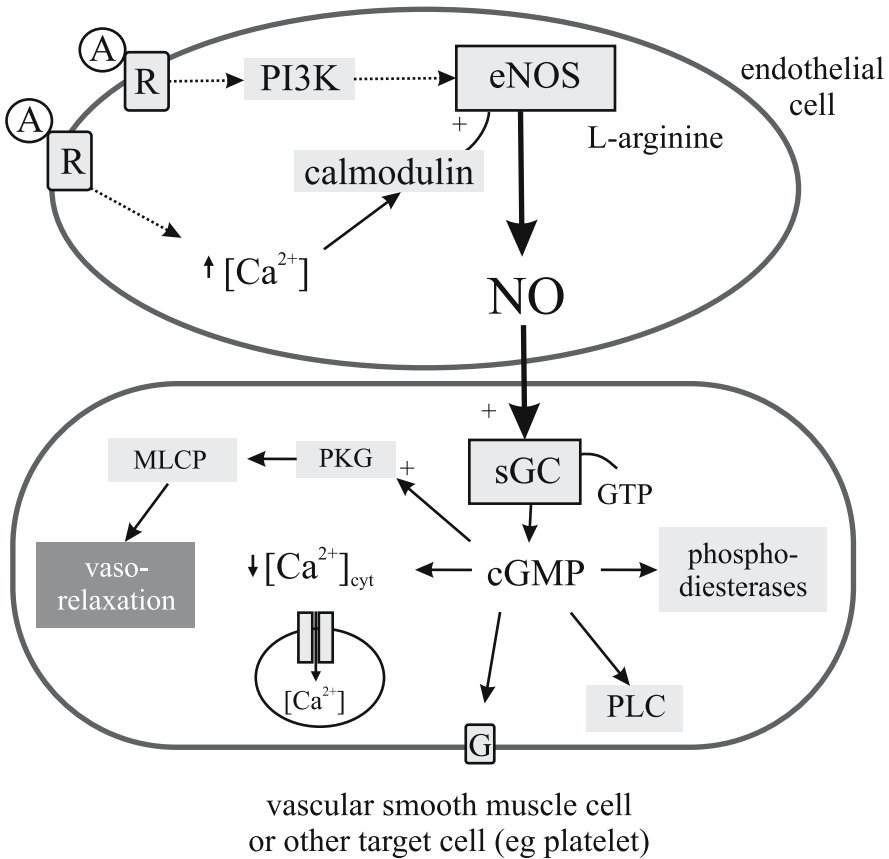 A
R
PI3K
eNOS
endothelial
cell
A
R
+
L-arginine
calmodulin
[Ca²⁺]
NO
+
MLCP
PKG
+
sGC
GTP
vaso-
relaxation
[Ca²⁺]cyt
cGMP
phospho-
diesterases
[Ca²⁺]
PLC
G
vascular smooth muscle cell
or other target cell (eg platelet)